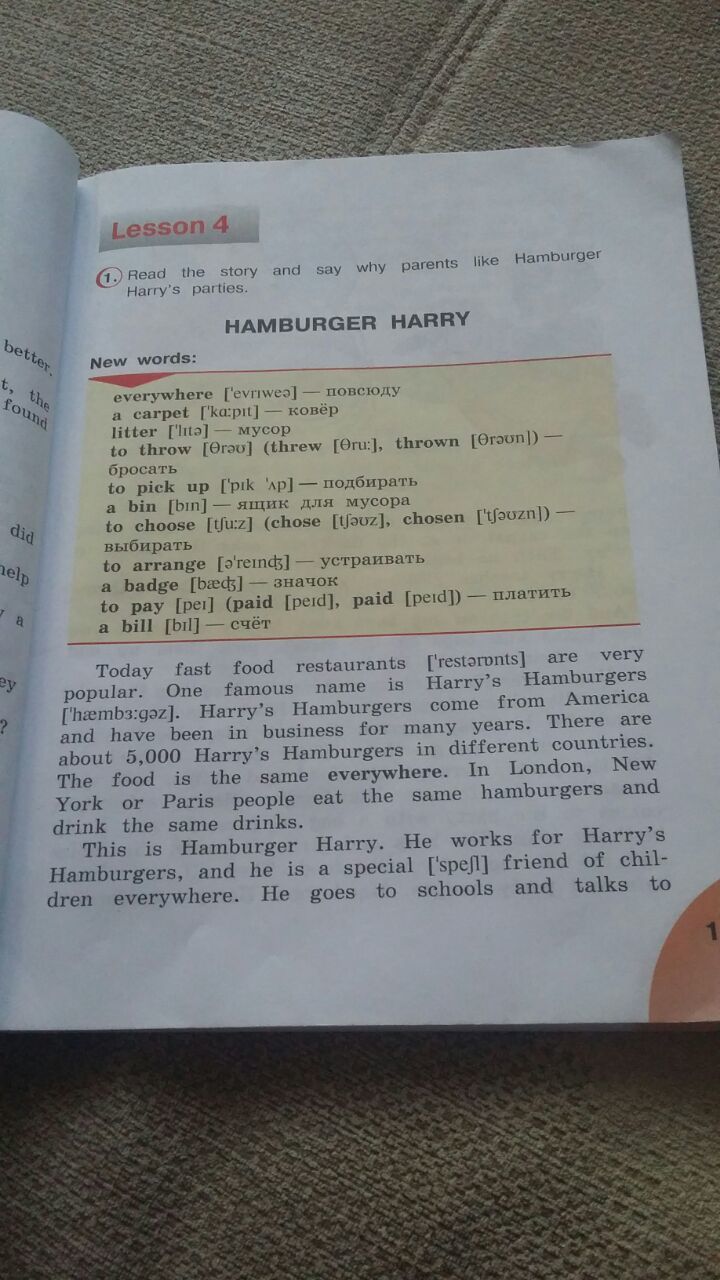 better.
t, the
found
did
help
a
ey
?
Lesson 4
1. Read the story and say why parents like Hamburger
Harry's parties.
HAMBURGER HARRY
New words:
everywhere ['evrɪweə] — повсюду
a carpet ['kɑ:pɪt] — ковёр
litter ['lɪtə] — мусор
to throw [θrəʊ] (threw [θru:], thrown [θrəʊn]) —
бросать
to pick up ['pɪk 'ʌp] — подбирать
a bin [bɪn] — ящик для мусора
to choose [tʃu:z] (chose [tʃəʊz], chosen ['tʃəʊzn]) —
выбирать
to arrange [ə'reɪnʤ] — устраивать
a badge [bæʤ] — значок
to pay [peɪ] (paid [peɪd], paid [peɪd]) — платить
a bill [bɪl] — счёт
Today fast food restaurants ['restərɒnts] are very
popular. One famous name is Harry's Hamburgers
['hæmbɜ:gəz]. Harry's Hamburgers come from America
and have been in business for many years. There are
about 5,000 Harry's Hamburgers in different countries.
The food is the same everywhere. In London, New
York or Paris people eat the same hamburgers and
drink the same drinks.
This is Hamburger Harry. He works for Harry's
Hamburgers, and he is a special ['speʃl] friend of chil-
dren everywhere. He goes to schools and talks to
1